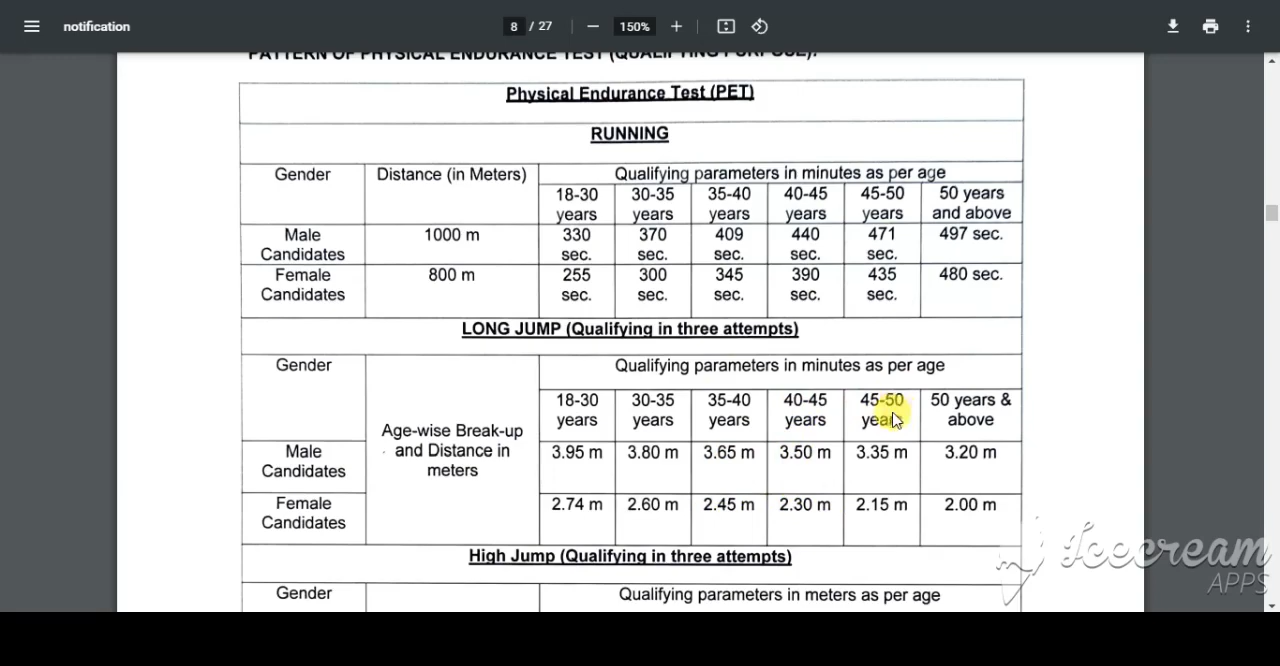 notification
8 / 27
150%
PATTERN OF PHYSICAL ENDURANCE TEST (QUALIFYING PURPOSE):
Physical Endurance Test (PET)
RUNNING
Gender Distance (in Meters) Qualifying parameters in minutes as per age
18-30 years 30-35 years 35-40 years 40-45 years 45-50 years 50 years and above
Male Candidates 1000 m 330 sec. 370 sec. 409 sec. 440 sec. 471 sec. 497 sec.
Female Candidates 800 m 255 sec. 300 sec. 345 sec. 390 sec. 435 sec. 480 sec.
LONG JUMP (Qualifying in three attempts)
Gender Age-wise Break-up and Distance in meters Qualifying parameters in minutes as per age
18-30 years 30-35 years 35-40 years 40-45 years 45-50 years 50 years & above
Male Candidates 3.95 m 3.80 m 3.65 m 3.50 m 3.35 m 3.20 m
Female Candidates 2.74 m 2.60 m 2.45 m 2.30 m 2.15 m 2.00 m
High Jump (Qualifying in three attempts)
Gender Qualifying parameters in meters as per age
Icecream
APPS